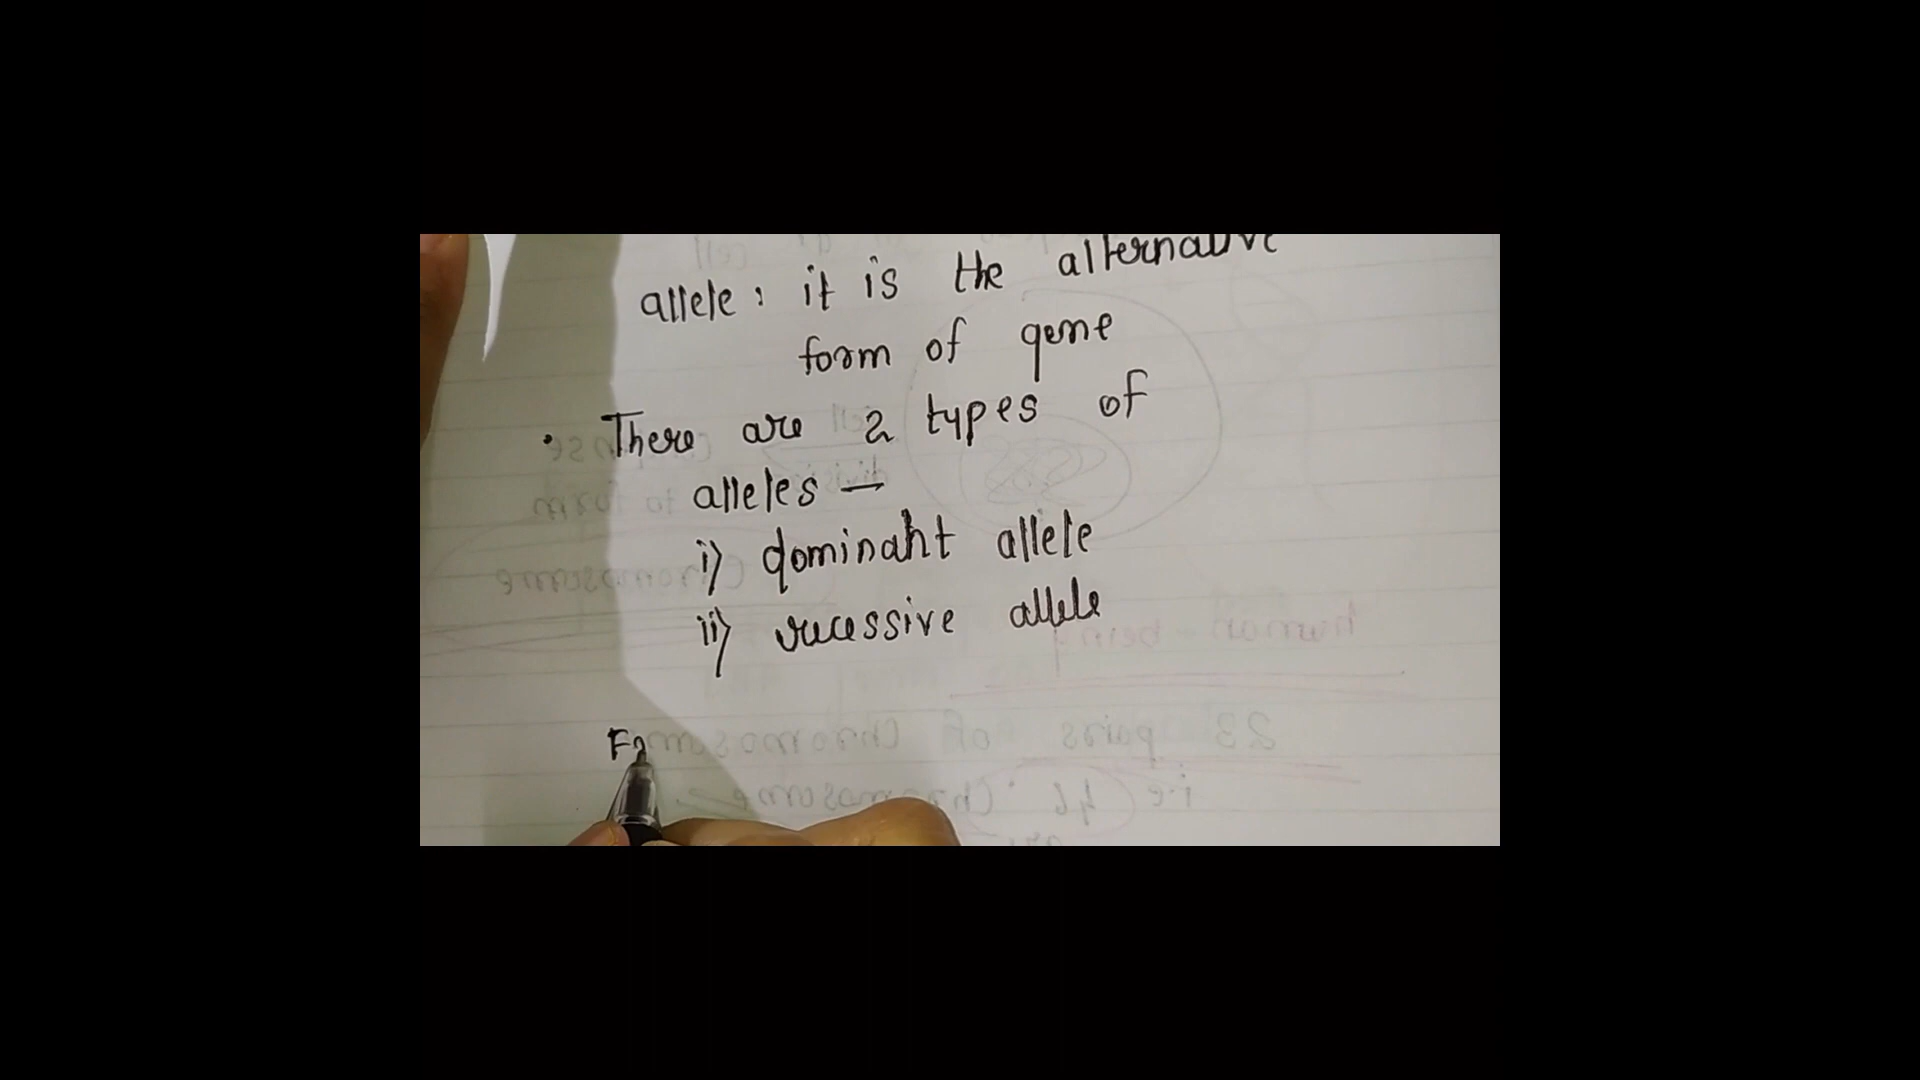 allele: it is the alternative
form of gene
• There are 2 types of
alleles —
i) dominant allele
ii) recessive allele